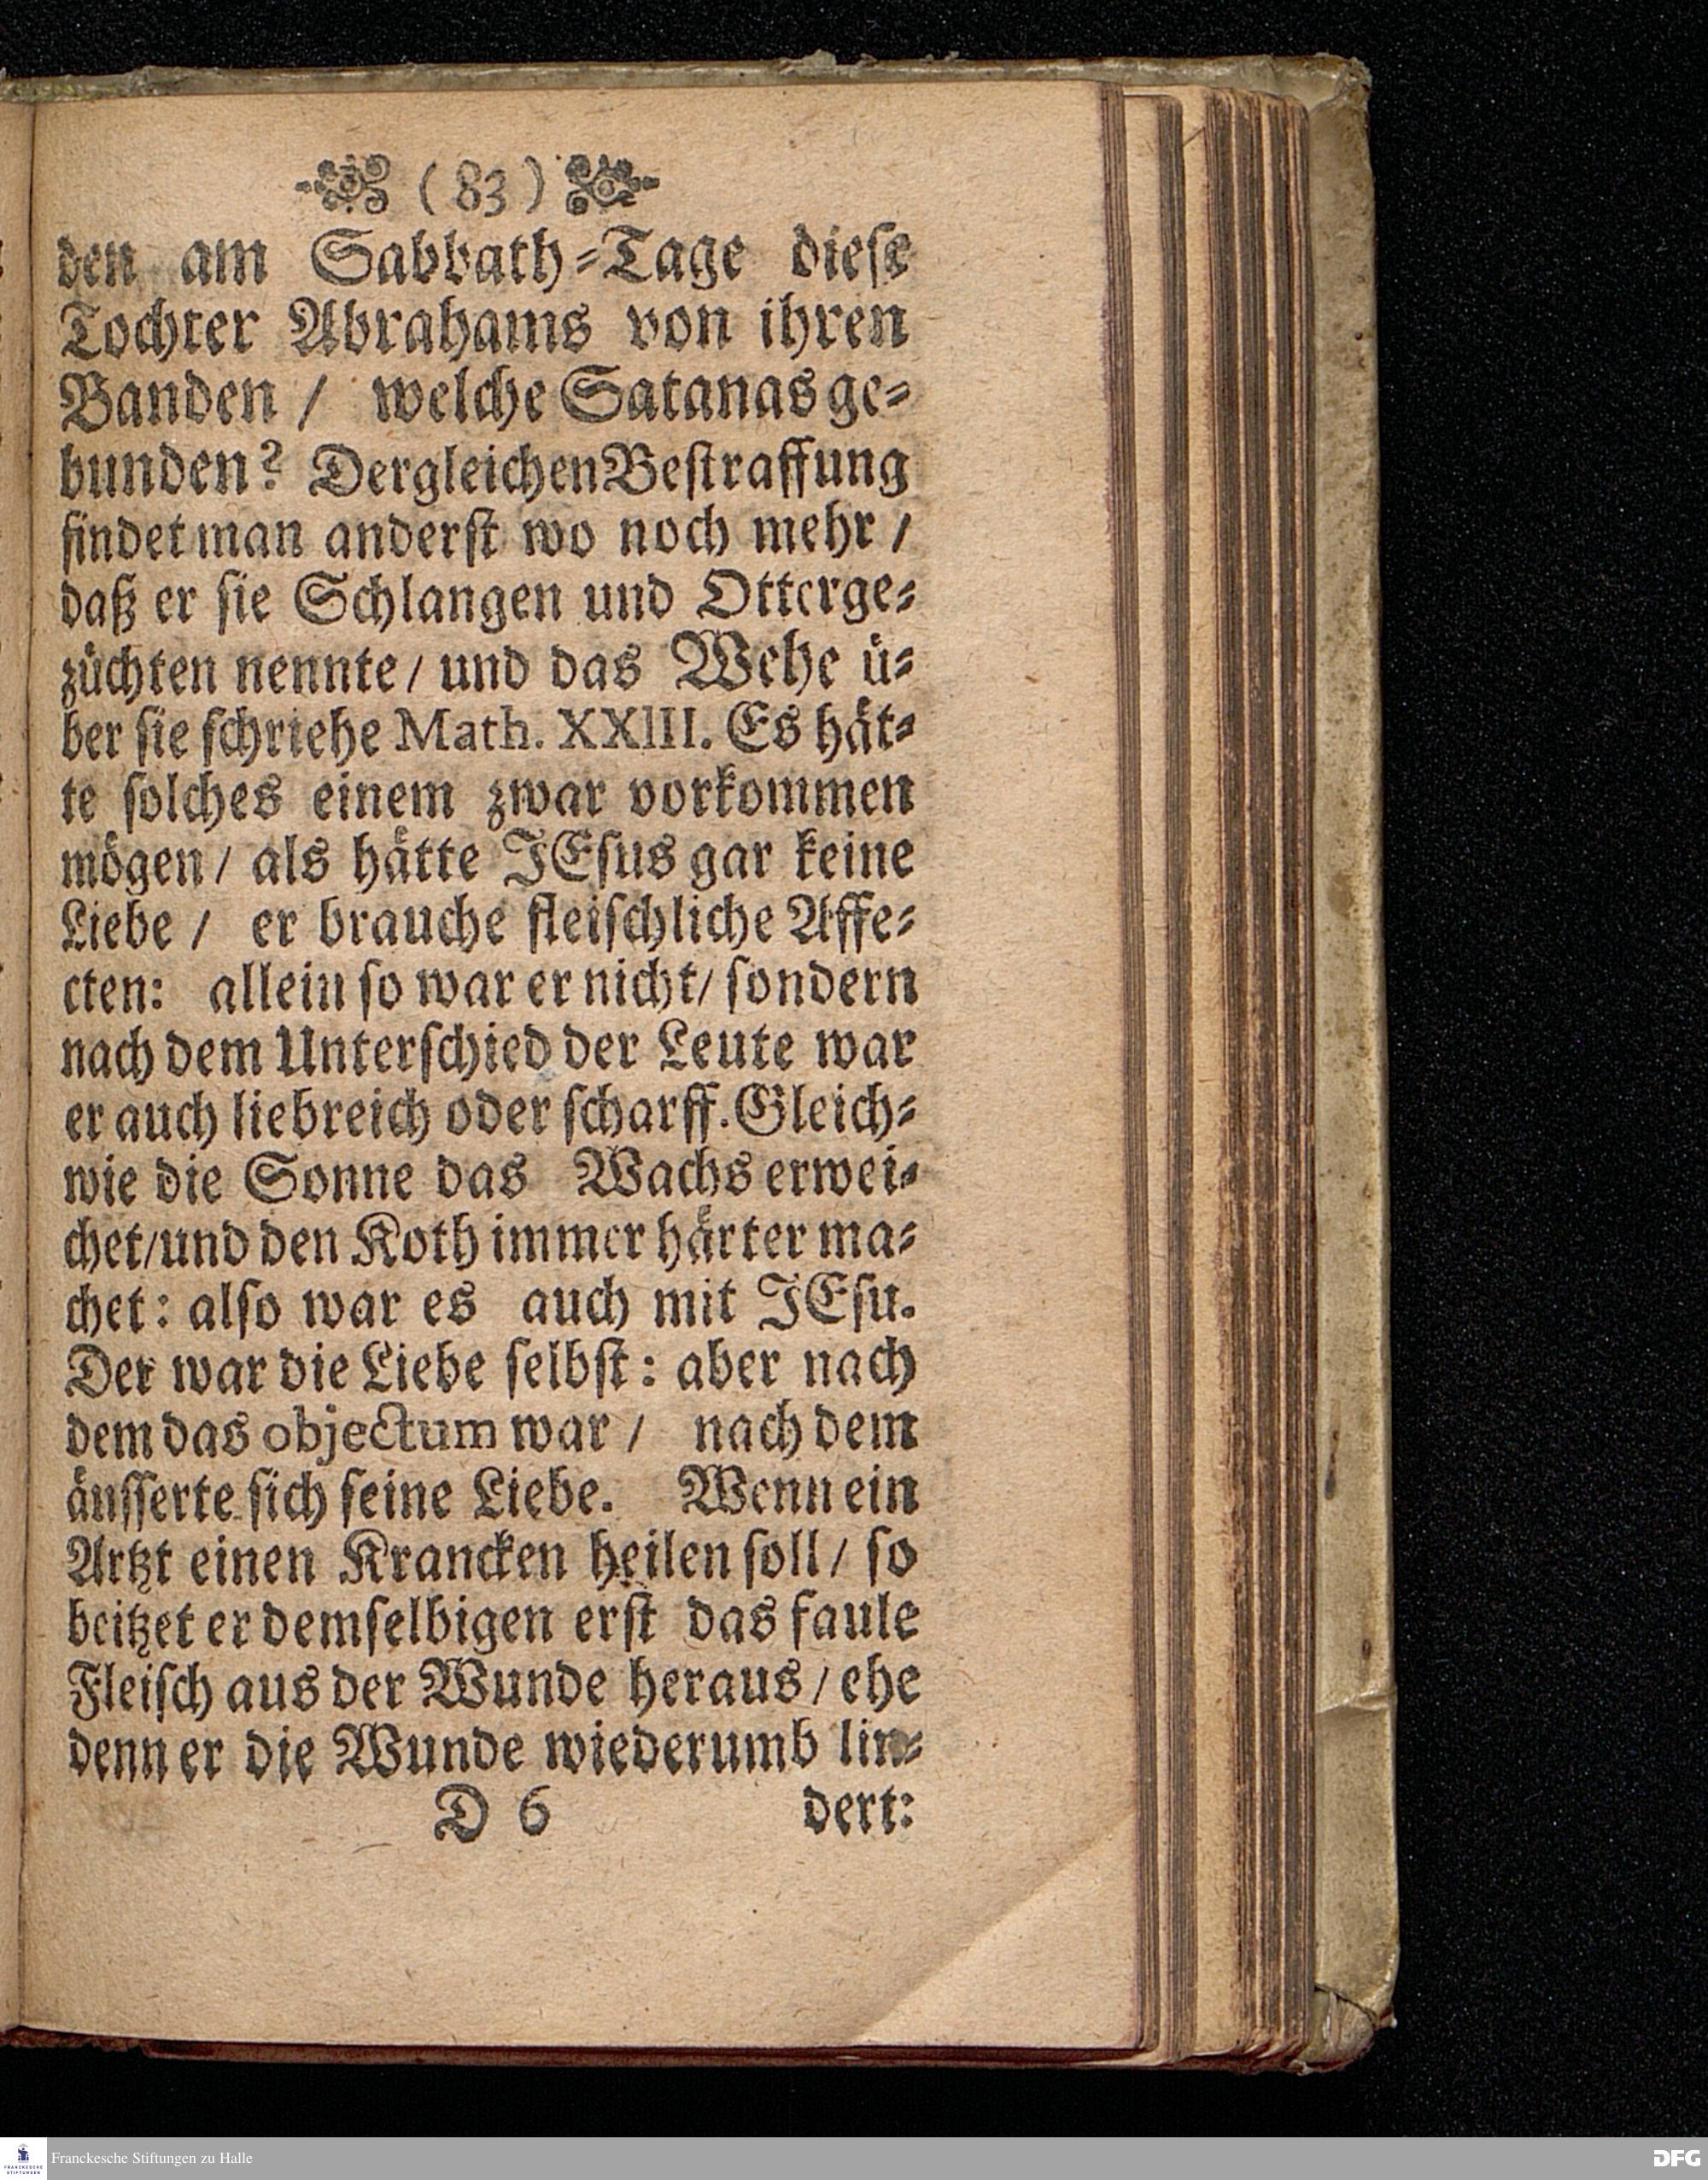 ( 83 )
den am Sabbath-Tage diese
Tochter Abrahams von ihren
Banden / welche Satanas ge-
bunden? Dergleichen Bestraffung
findet man anderst wo noch mehr /
daß er sie Schlangen und Otterge-
züchten nennte / und das Wehe ü-
ber sie schriehe Math. XXIII. Es hät-
te solches einem zwar vorkommen
mögen / als hätte JEsus gar keine
Liebe / er brauche fleischliche Affe-
cten: allein so war er nicht / sondern
nach dem Unterschied der Leute war
er auch liebreich oder scharff. Gleich-
wie die Sonne das Wachs erwei-
chet / und den Koth immer härter ma-
chet: also war es auch mit JEsu.
Der war die Liebe selbst: aber nach
dem das objectum war / nach dem
äusserte sich seine Liebe. Wenn ein
Artzt einen Krancken heilen soll / so
beitzet er demselbigen erst das faule
Fleisch aus der Wunde heraus / ehe
denn er die Wunde wiederumb lin-
D 6 dert:
FRANCKESCHE STIFTUNGEN
Franckesche Stiftungen zu Halle
DFG